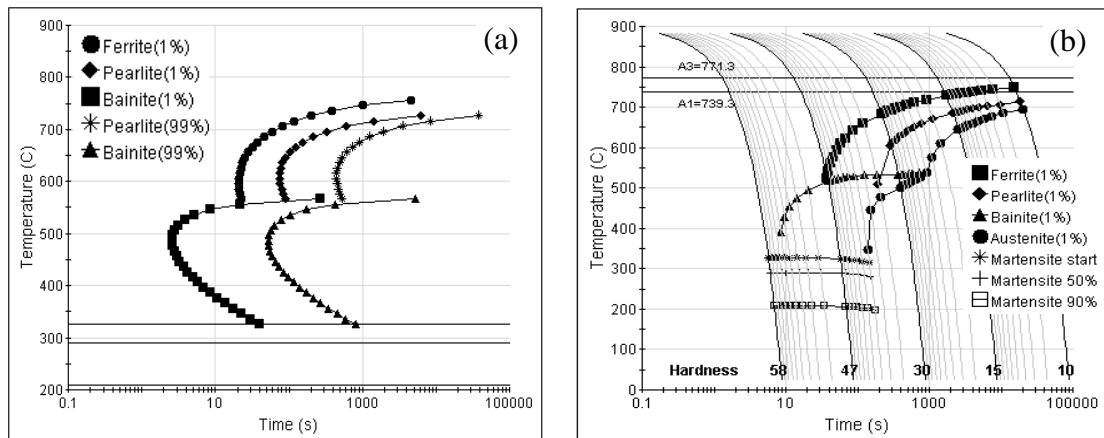 (a)
900
800
700
600
500
400
300
200
Temperature (C)
Ferrite(1%)
Pearlite(1%)
Bainite(1%)
Pearlite(99%)
Bainite(99%)
0.1 10 1000 100000
Time (s)
(b)
900
800
700
600
500
400
300
200
100
0
Temperature (C)
A3=771.3
A1=739.3
Ferrite(1%)
Pearlite(1%)
Bainite(1%)
Austenite(1%)
Martensite start
Martensite 50%
Martensite 90%
Hardness 58 47 30 15 10
0.1 10 1000 100000
Time (s)